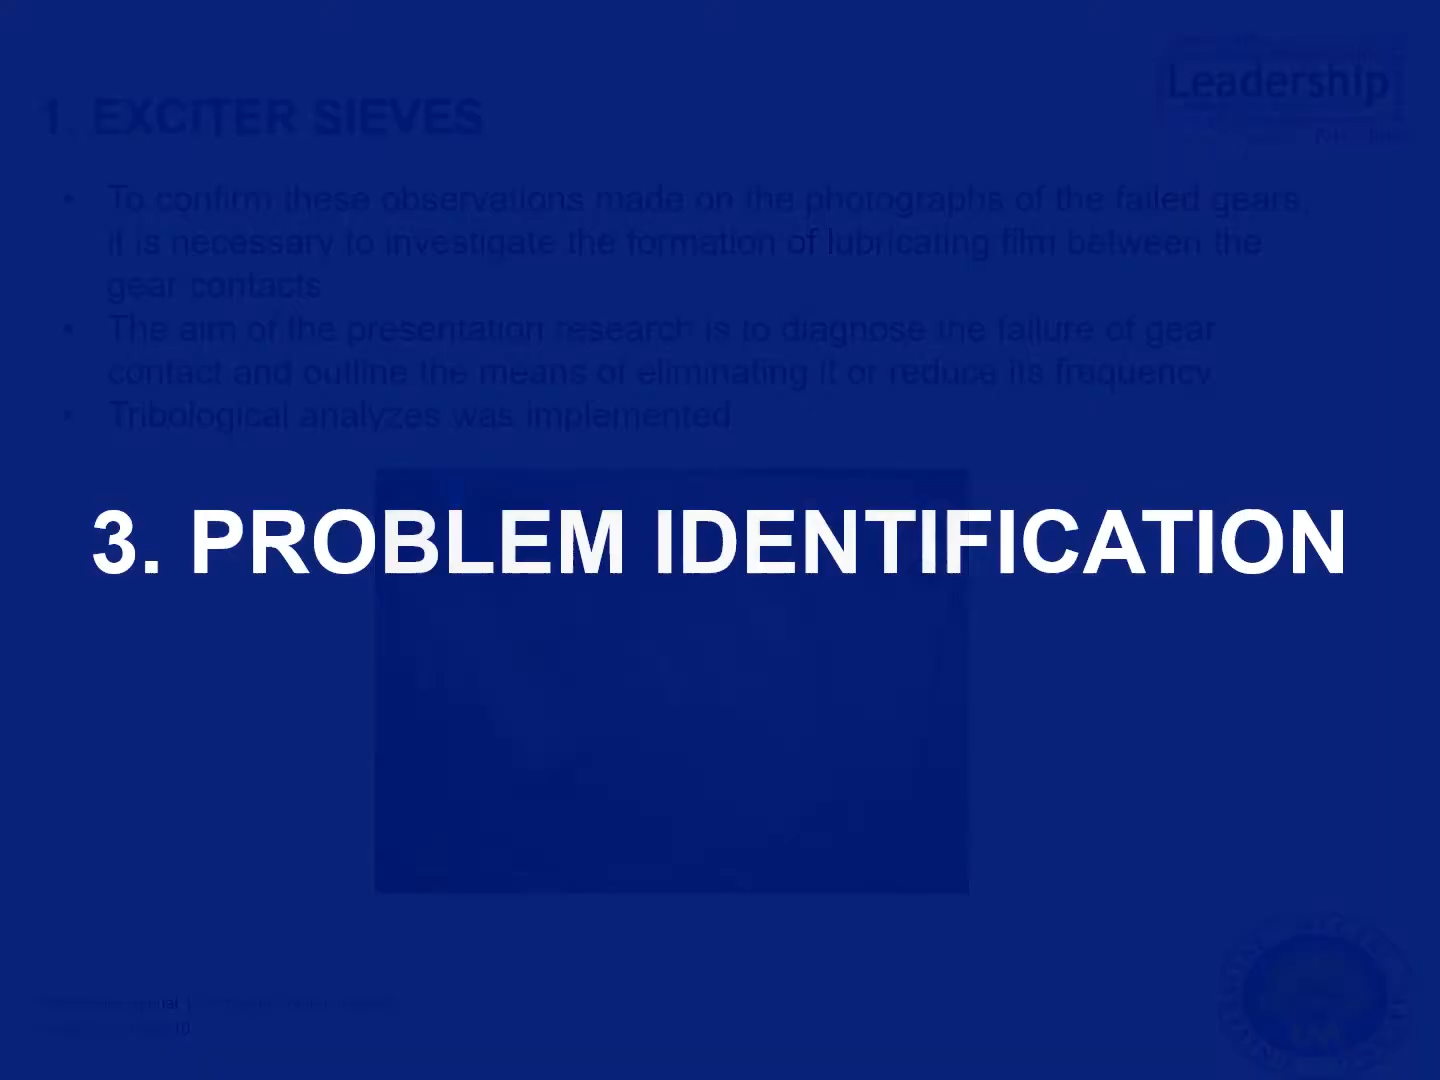 Leadership
1. EXCITER SIEVES
• To confirm these observations made on the photographs of the failed gears,
it is necessary to investigate the formation of lubricating film between the
gear contacts
• The aim of the presentation research is to diagnose the failure of gear
contact and outline the means of eliminating it or reduce its frequency
• Tribological analyzes was implemented
3. PROBLEM IDENTIFICATION